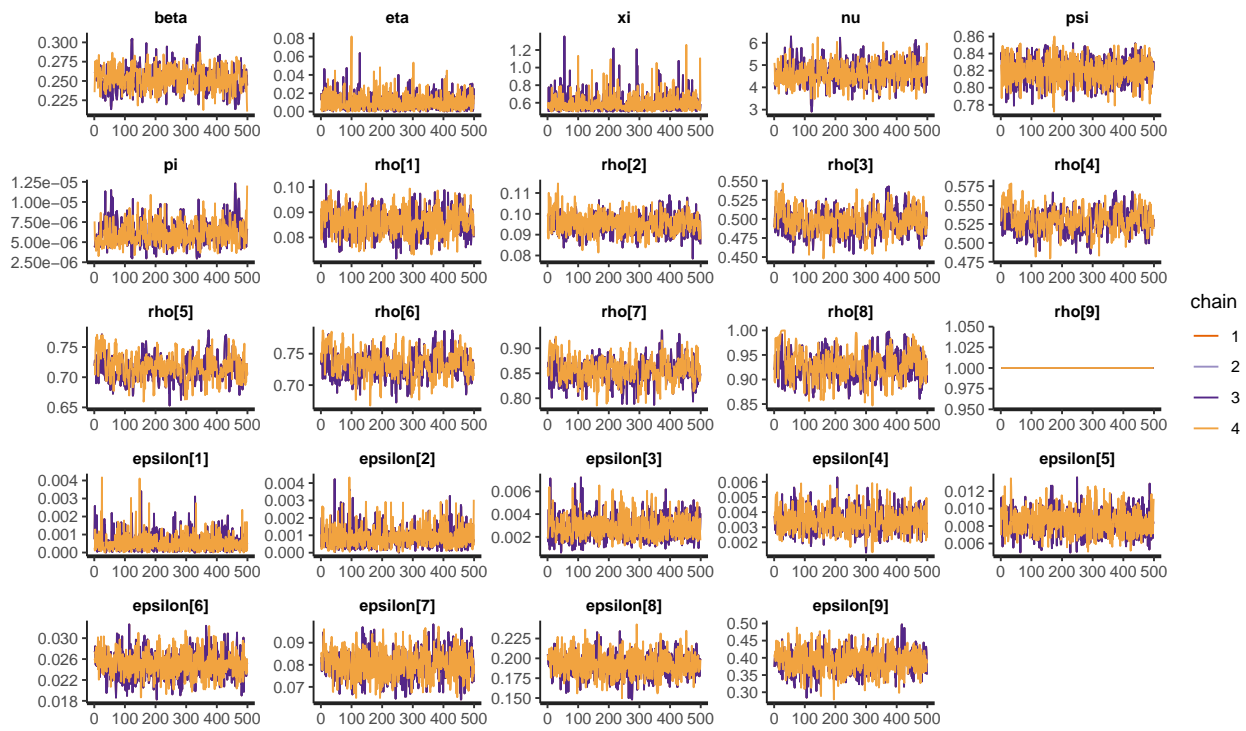 beta eta xi nu psi
0.300 0.275 0.250 0.225
0.08 0.06 0.04 0.02 0.00
1.2 1.0 0.8 0.6
6 5 4 3
0.86 0.84 0.82 0.80 0.78
0 100 200 300 400 500 0 100 200 300 400 500 0 100 200 300 400 500 0 100 200 300 400 500 0 100 200 300 400 500
pi rho[1] rho[2] rho[3] rho[4]
1.25e−05 1.00e−05 7.50e−06 5.00e−06 2.50e−06
0.10 0.09 0.08
0.11 0.10 0.09 0.08
0.550 0.525 0.500 0.475 0.450
0.575 0.550 0.525 0.500 0.475
0 100 200 300 400 500 0 100 200 300 400 500 0 100 200 300 400 500 0 100 200 300 400 500 0 100 200 300 400 500
rho[5] rho[6] rho[7] rho[8] rho[9]
0.75 0.70 0.65
0.75 0.70
0.90 0.85 0.80
1.00 0.95 0.90 0.85
1.050 1.025 1.000 0.975 0.950
0 100 200 300 400 500 0 100 200 300 400 500 0 100 200 300 400 500 0 100 200 300 400 500 0 100 200 300 400 500
chain
1
2
3
4
epsilon[1] epsilon[2] epsilon[3] epsilon[4] epsilon[5]
0.004 0.003 0.002 0.001 0.000
0.004 0.003 0.002 0.001 0.000
0.006 0.004 0.002
0.006 0.005 0.004 0.003 0.002
0.012 0.010 0.008 0.006
0 100 200 300 400 500 0 100 200 300 400 500 0 100 200 300 400 500 0 100 200 300 400 500 0 100 200 300 400 500
epsilon[6] epsilon[7] epsilon[8] epsilon[9]
0.030 0.026 0.022 0.018
0.09 0.08 0.07
0.225 0.200 0.175 0.150
0.50 0.45 0.40 0.35 0.30
0 100 200 300 400 500 0 100 200 300 400 500 0 100 200 300 400 500 0 100 200 300 400 500